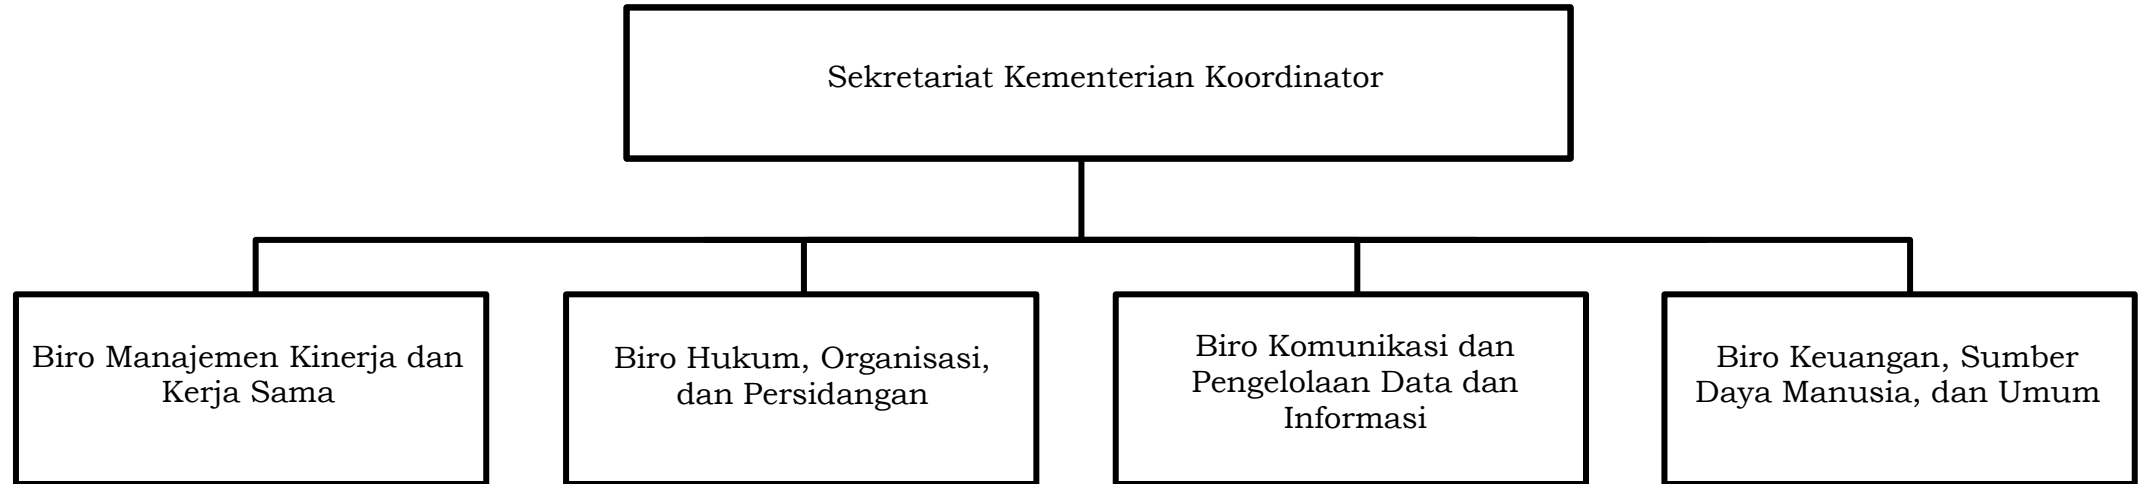 Sekretariat Kementerian Koordinator
Biro Manajemen Kinerja dan
Kerja Sama
Biro Hukum, Organisasi,
dan Persidangan
Biro Komunikasi dan
Pengelolaan Data dan
Informasi
Biro Keuangan, Sumber
Daya Manusia, dan Umum